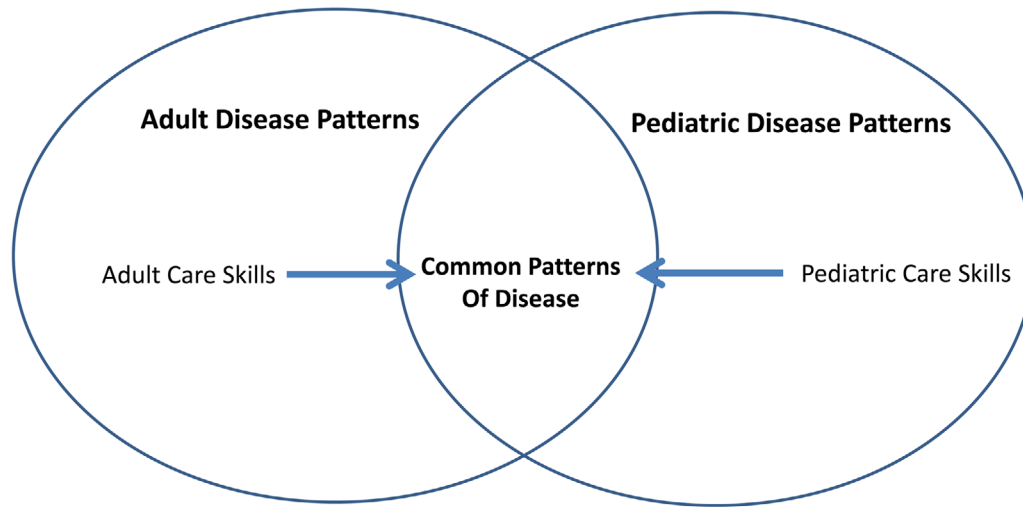 Adult Disease Patterns
Pediatric Disease Patterns
Adult Care Skills
Common Patterns
Of Disease
Pediatric Care Skills